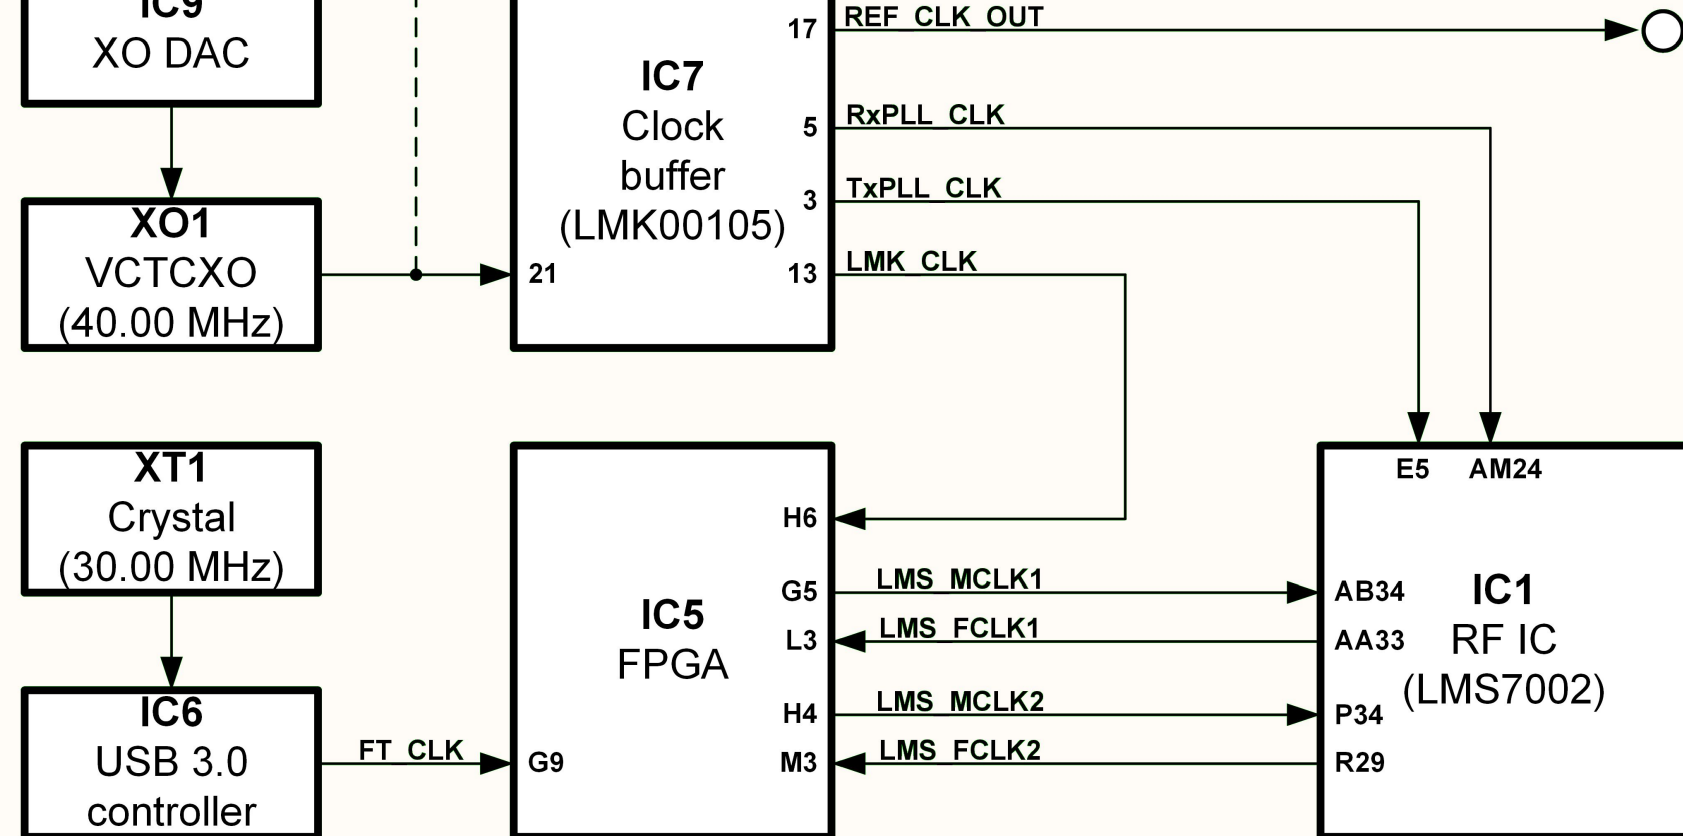 IC9
XO DAC
XO1
VCTCXO
(40.00 MHz)
21
IC7
Clock
buffer
(LMK00105)
17
REF_CLK_OUT
5
RxPLL_CLK
3
TxPLL_CLK
13
LMK_CLK
XT1
Crystal
(30.00 MHz)
IC6
USB 3.0
controller
FT_CLK
G9
IC5
FPGA
H6
G5
LMS_MCLK1
AB34
L3
LMS_FCLK1
AA33
H4
LMS_MCLK2
P34
M3
LMS_FCLK2
R29
E5
AM24
IC1
RF IC
(LMS7002)